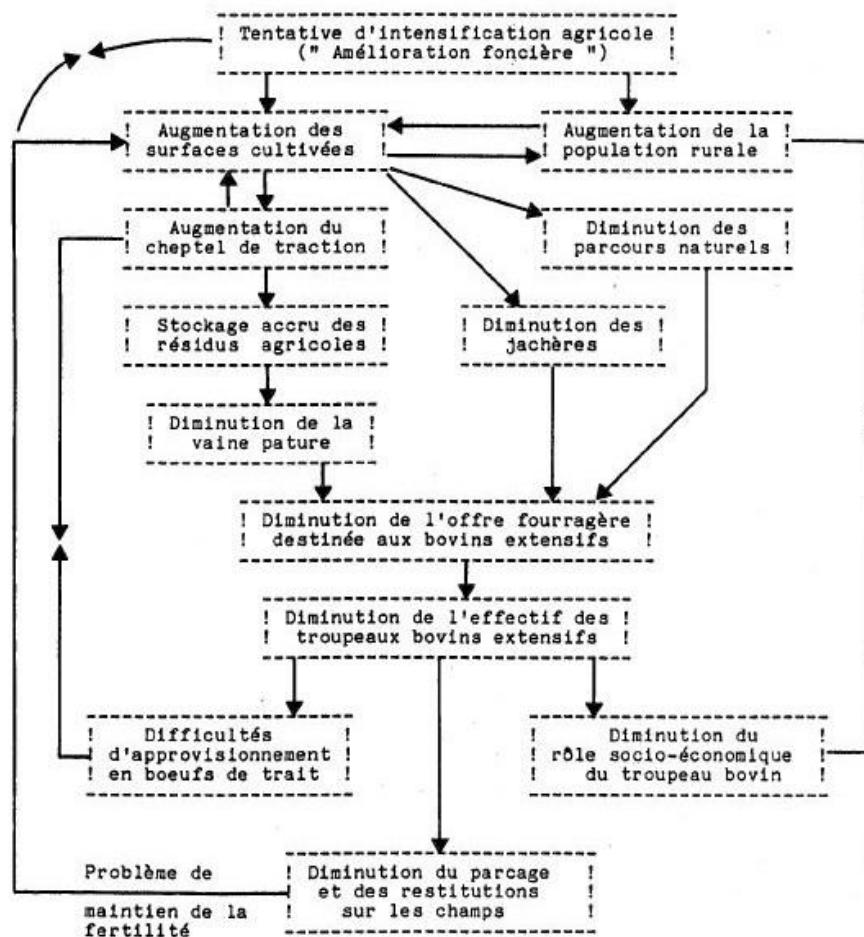 Tentative d'intensification agricole
(" Amélioration foncière ")
Augmentation des
surfaces cultivées
Augmentation de la
population rurale
Augmentation du
cheptel de traction
Diminution des
parcours naturels
Stockage accru des
résidus agricoles
Diminution des
jachères
Diminution de la
vaine pature
Diminution de l'offre fourragère
destinée aux bovins extensifs
Diminution de l'effectif des
troupeaux bovins extensifs
Difficultés
d'approvisionnement
en boeufs de trait
Diminution du
rôle socio-économique
du troupeau bovin
Problème de
maintien de la
fertilité
Diminution du parcage
et des restitutions
sur les champs